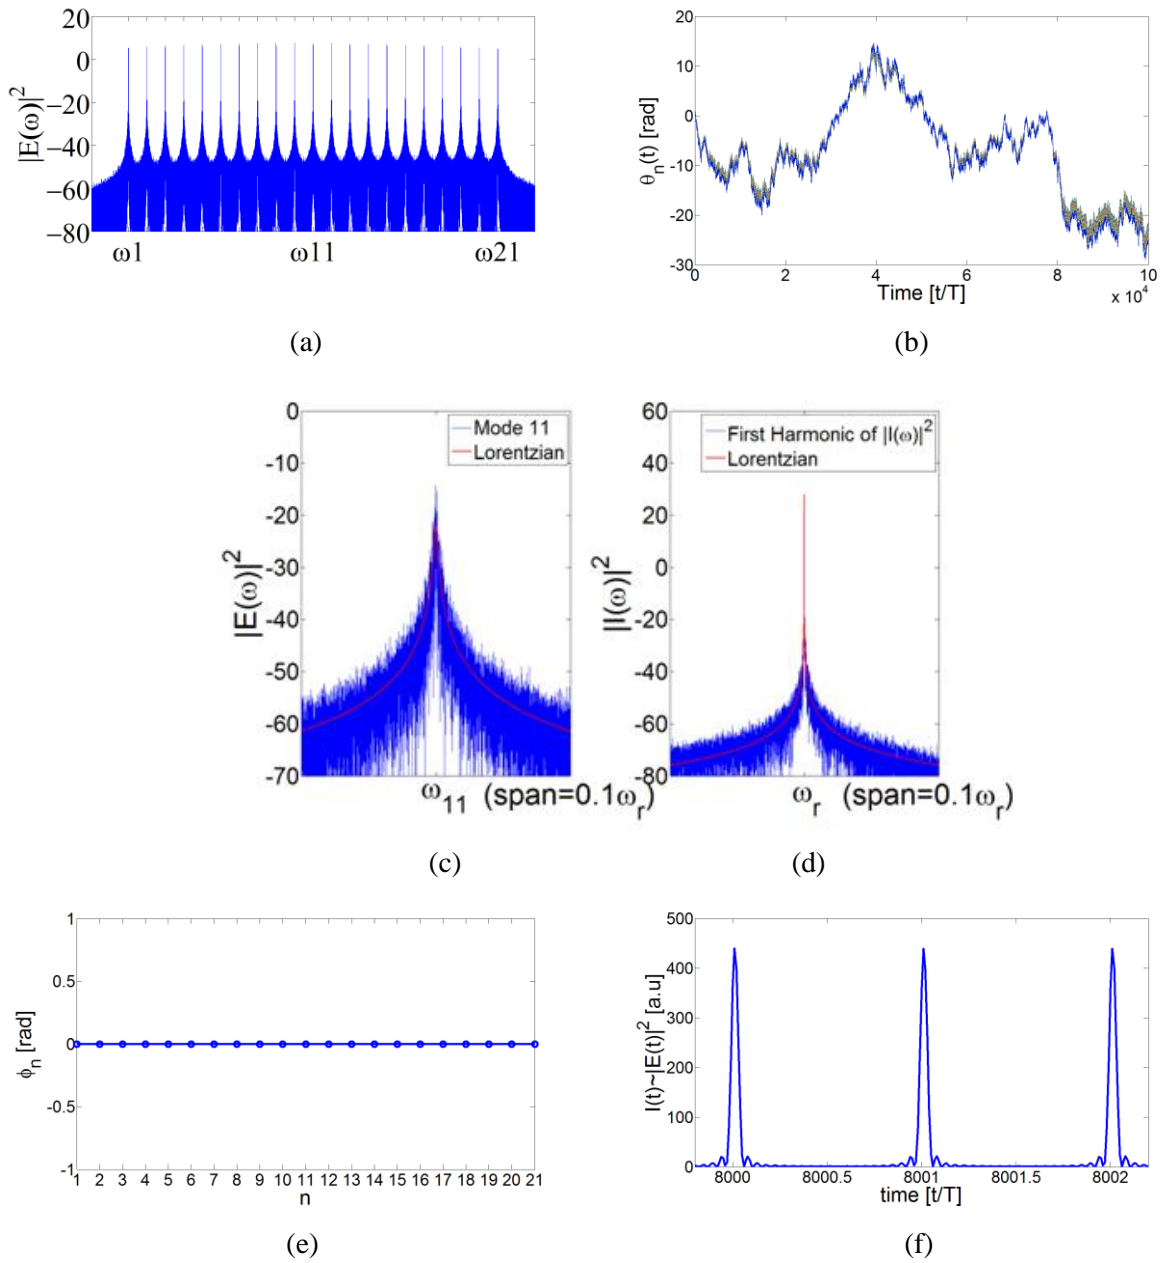 20
0
−20
−40
−60
−80
|E(ω)|²
ω1 ω11 ω21
(a)
20
10
0
-10
-20
-30
θn(t) [rad]
0 2 4 6 8 10
Time [t/T]
x 10⁴
(b)
0
-10
-20
-30
-40
-50
-60
-70
|E(ω)|²
Mode 11
Lorentzian
ω11 (span=0.1ωr)
(c)
60
40
20
0
-20
-40
-60
-80
|I(ω)|²
First Harmonic of |I(ω)|²
Lorentzian
ωr (span=0.1ωr)
(d)
1
0.5
0
-0.5
-1
ϕn [rad]
1 2 3 4 5 6 7 8 9 10 11 12 13 14 15 16 17 18 19 20 21
n
(e)
500
400
300
200
100
0
I(t)~|E(t)|² [a.u]
8000 8000.5 8001 8001.5 8002
time [t/T]
(f)